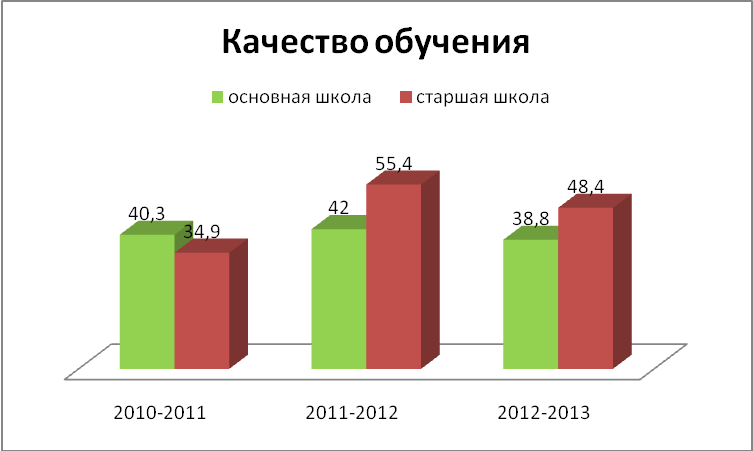 Качество обучения
основная школа старшая школа
40,3 34,9 42 55,4 38,8 48,4
2010-2011 2011-2012 2012-2013